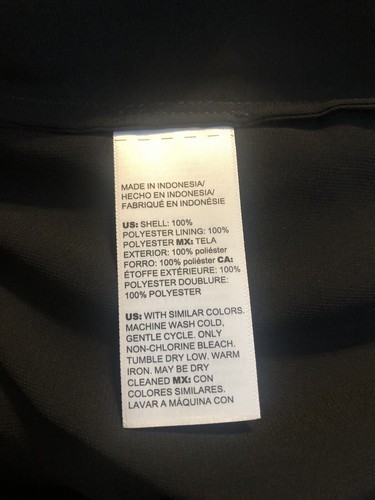 MADE IN INDONESIA/
HECHO EN INDONESIA/
FABRIQUÉ EN INDONÉSIE
US: SHELL: 100%
POLYESTER LINING: 100%
POLYESTER MX: TELA
EXTERIOR: 100% poliéster
FORRO: 100% poliéster CA:
ÉTOFFE EXTÉRIEURE: 100%
POLYESTER DOUBLURE:
100% POLYESTER
US: WITH SIMILAR COLORS.
MACHINE WASH COLD,
GENTLE CYCLE. ONLY
NON-CHLORINE BLEACH.
TUMBLE DRY LOW. WARM
IRON. MAY BE DRY
CLEANED MX: CON
COLORES SIMILARES.
LAVAR A MÁQUINA CON